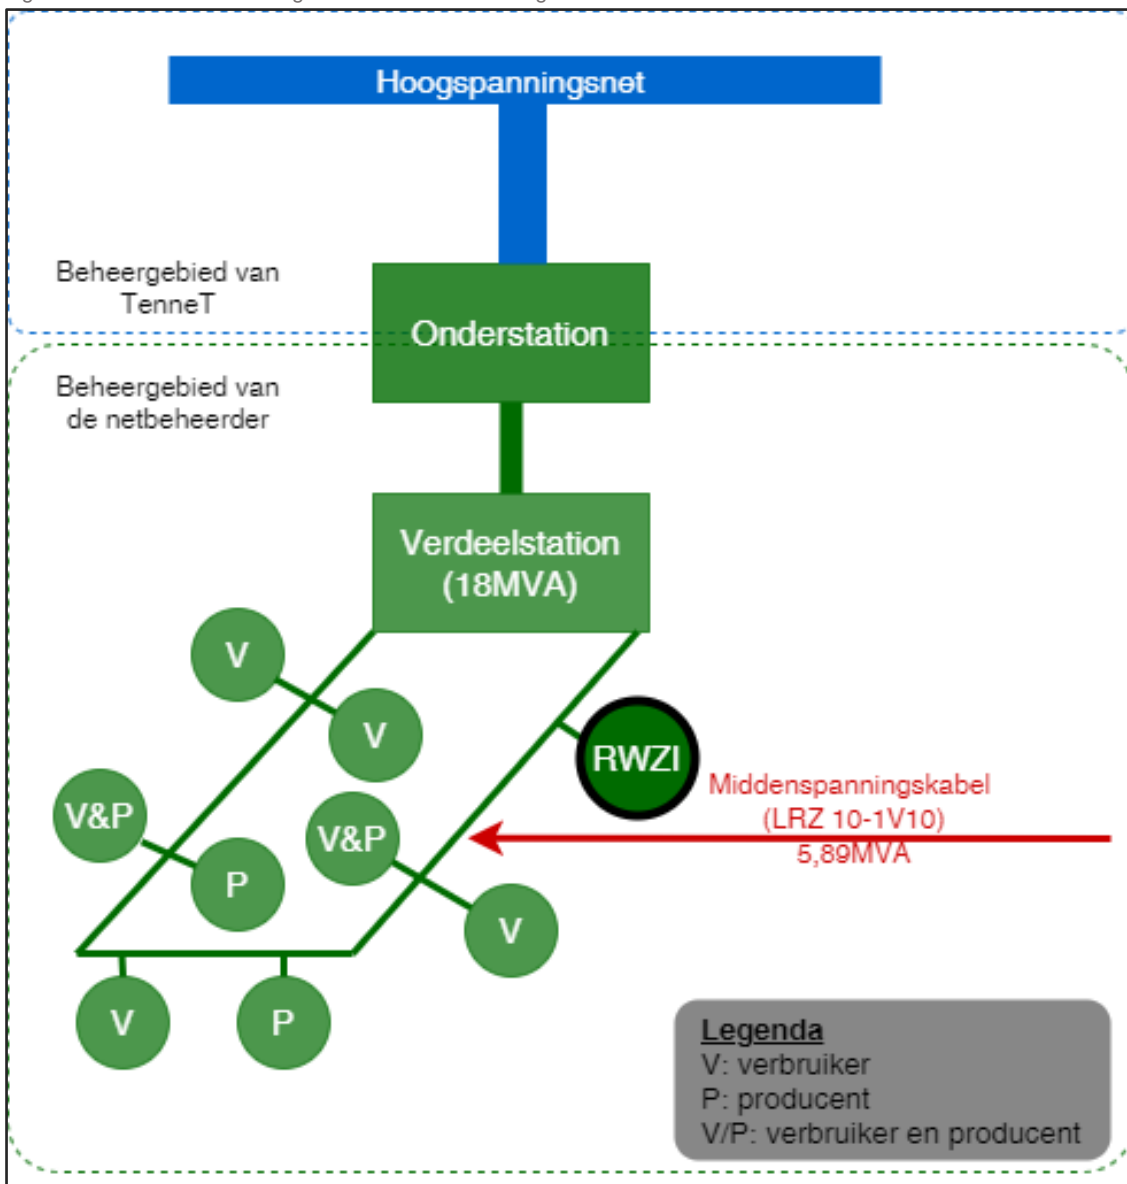 Hoogspanningsnet
Beheergebied van
TenneT
Onderstation
Beheergebied van
de netbeheerder
Verdeelstation
(18MVA)
V
V
RWZI
V&P
V&P
P
V
Middenspanningskabel
(LRZ 10-1V10)
5,89MVA
V
P
Legenda
V: verbruiker
P: producent
V/P: verbruiker en producent